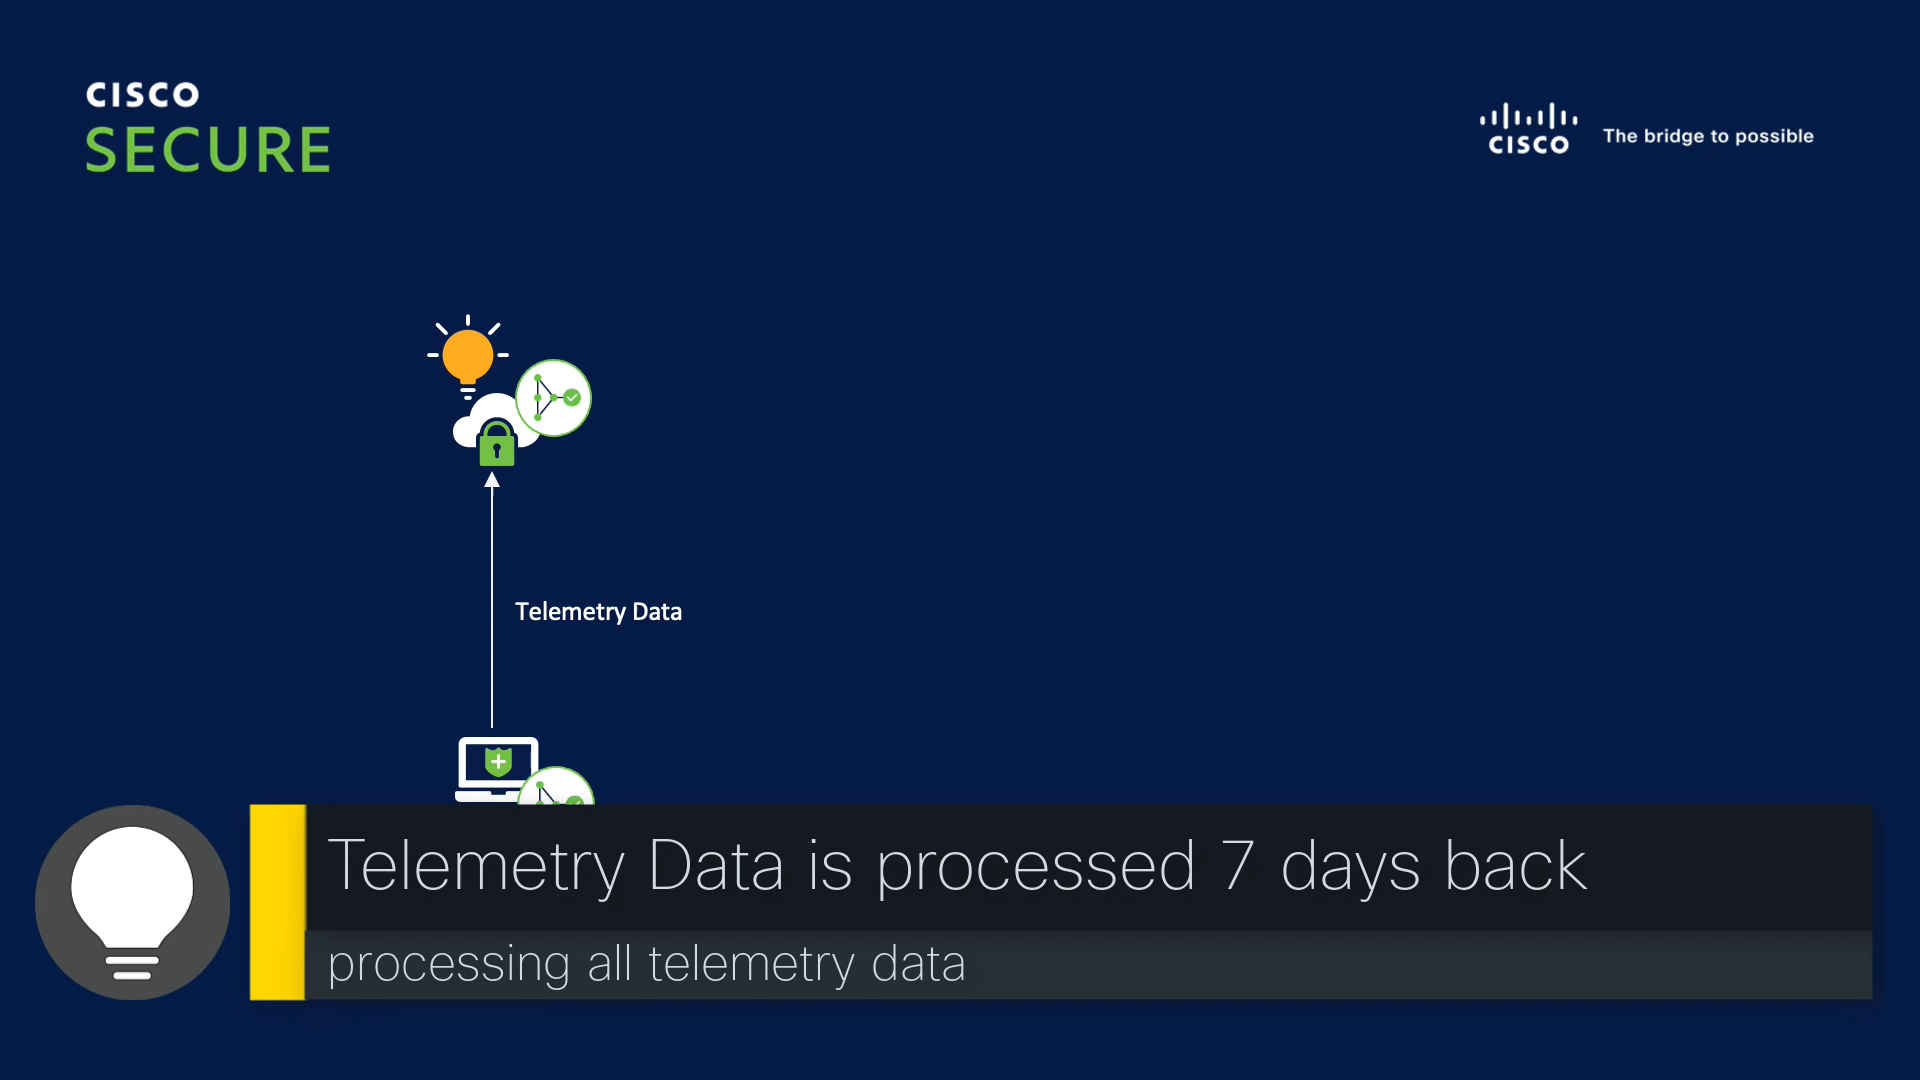 CISCO
SECURE
CISCO
The bridge to possible
Telemetry Data
Telemetry Data is processed 7 days back
processing all telemetry data